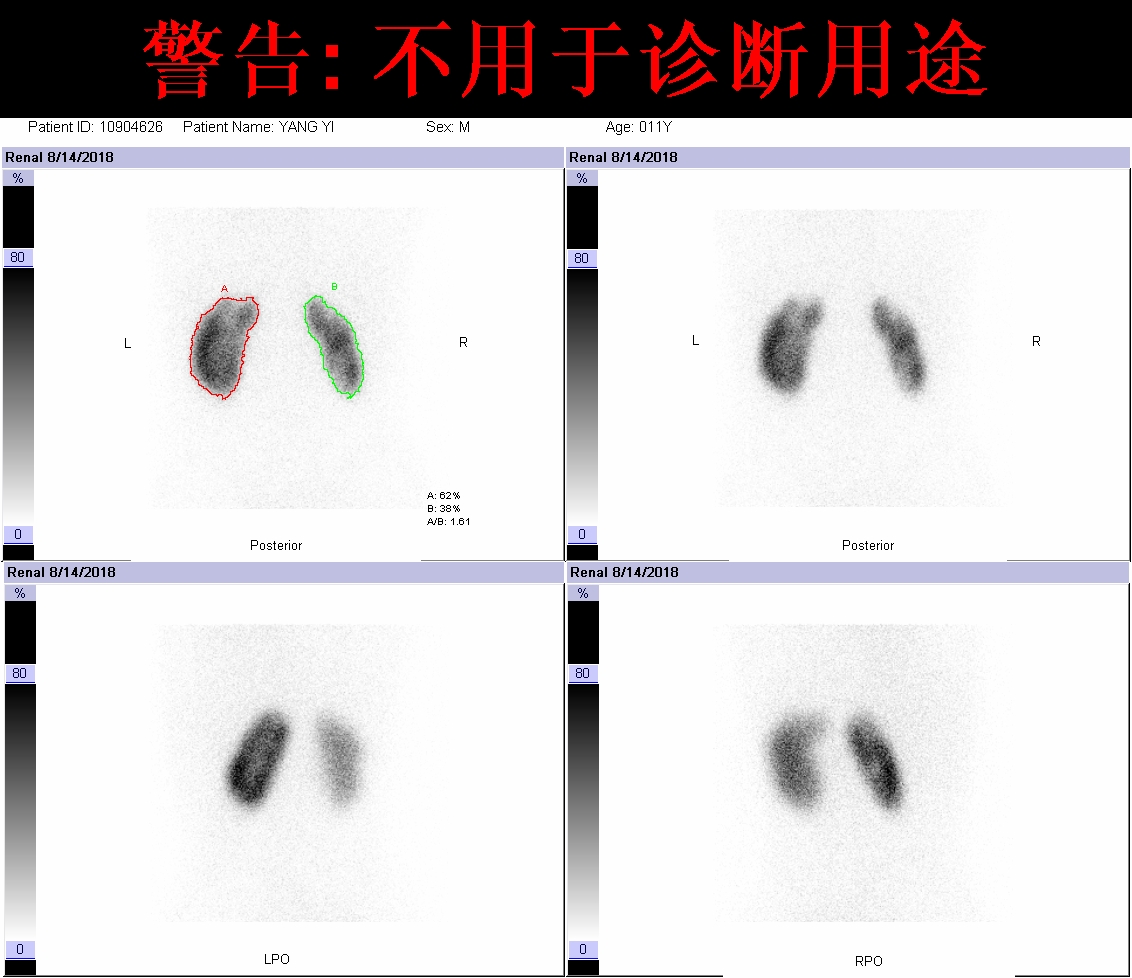 警告: 不用于诊断用途
Patient ID: 10904626 Patient Name: YANG YI Sex: M Age: 011Y
Renal 8/14/2018
%
80
A
B
L
R
A: 62%
B: 38%
A/B: 1.61
0
Posterior
Renal 8/14/2018
%
80
L
R
0
Posterior
Renal 8/14/2018
%
80
0
LPO
Renal 8/14/2018
%
80
0
RPO